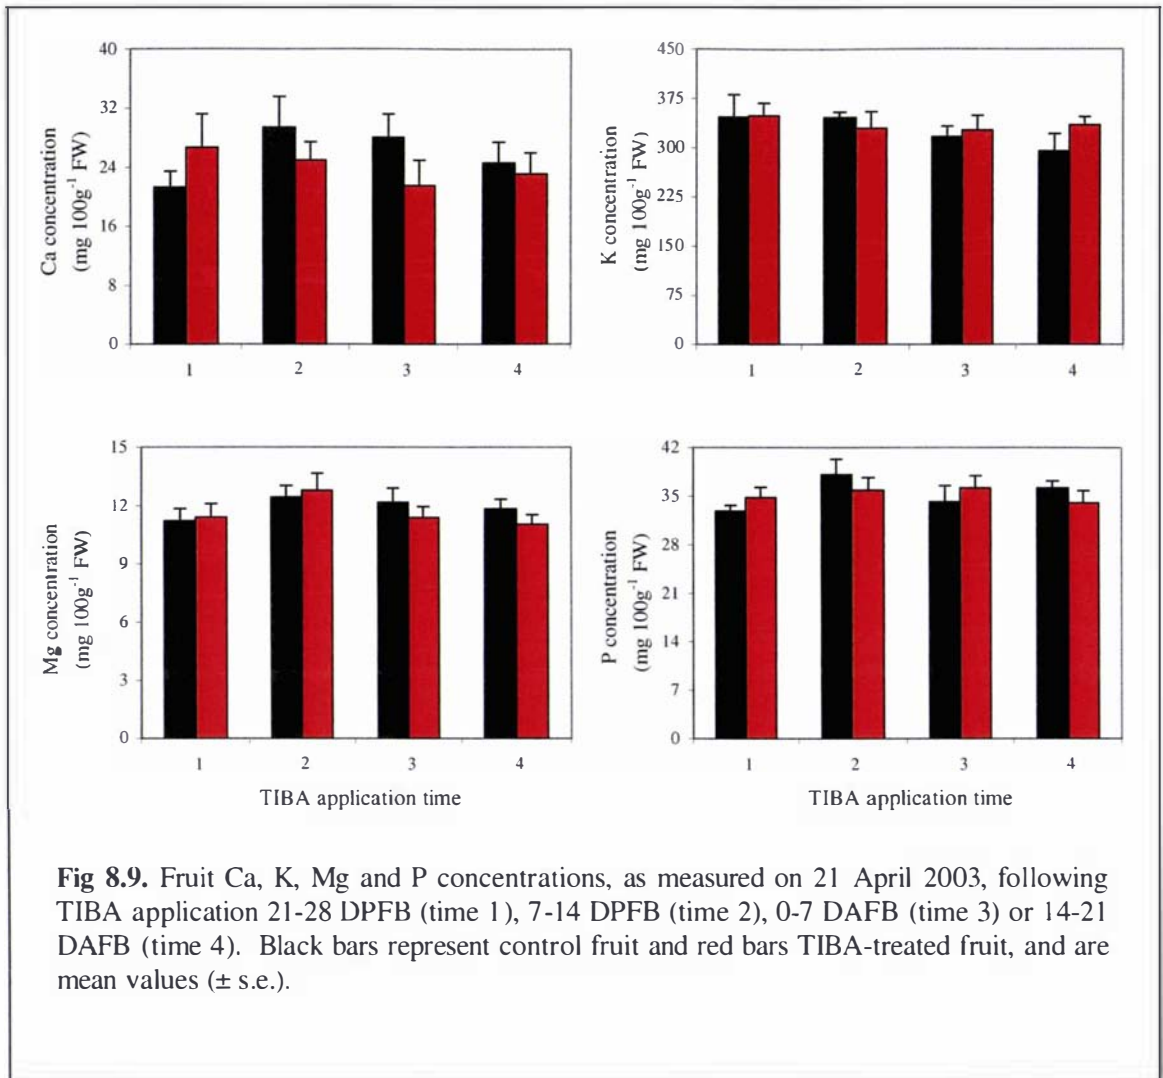 40
32
24
16
8
0
Ca concentration
(mg 100g⁻¹ FW)
1 2 3 4
450
375
300
225
150
75
0
K concentration
(mg 100g⁻¹ FW)
1 2 3 4
15
12
9
6
3
0
Mg concentration
(mg 100g⁻¹ FW)
1 2 3 4
TIBA application time
42
35
28
21
14
7
0
P concentration
(mg 100g⁻¹ FW)
1 2 3 4
TIBA application time
Fig 8.9. Fruit Ca, K, Mg and P concentrations, as measured on 21 April 2003, following
TIBA application 21-28 DPFB (time 1), 7-14 DPFB (time 2), 0-7 DAFB (time 3) or 14-21
DAFB (time 4). Black bars represent control fruit and red bars TIBA-treated fruit, and are
mean values (± s.e.).